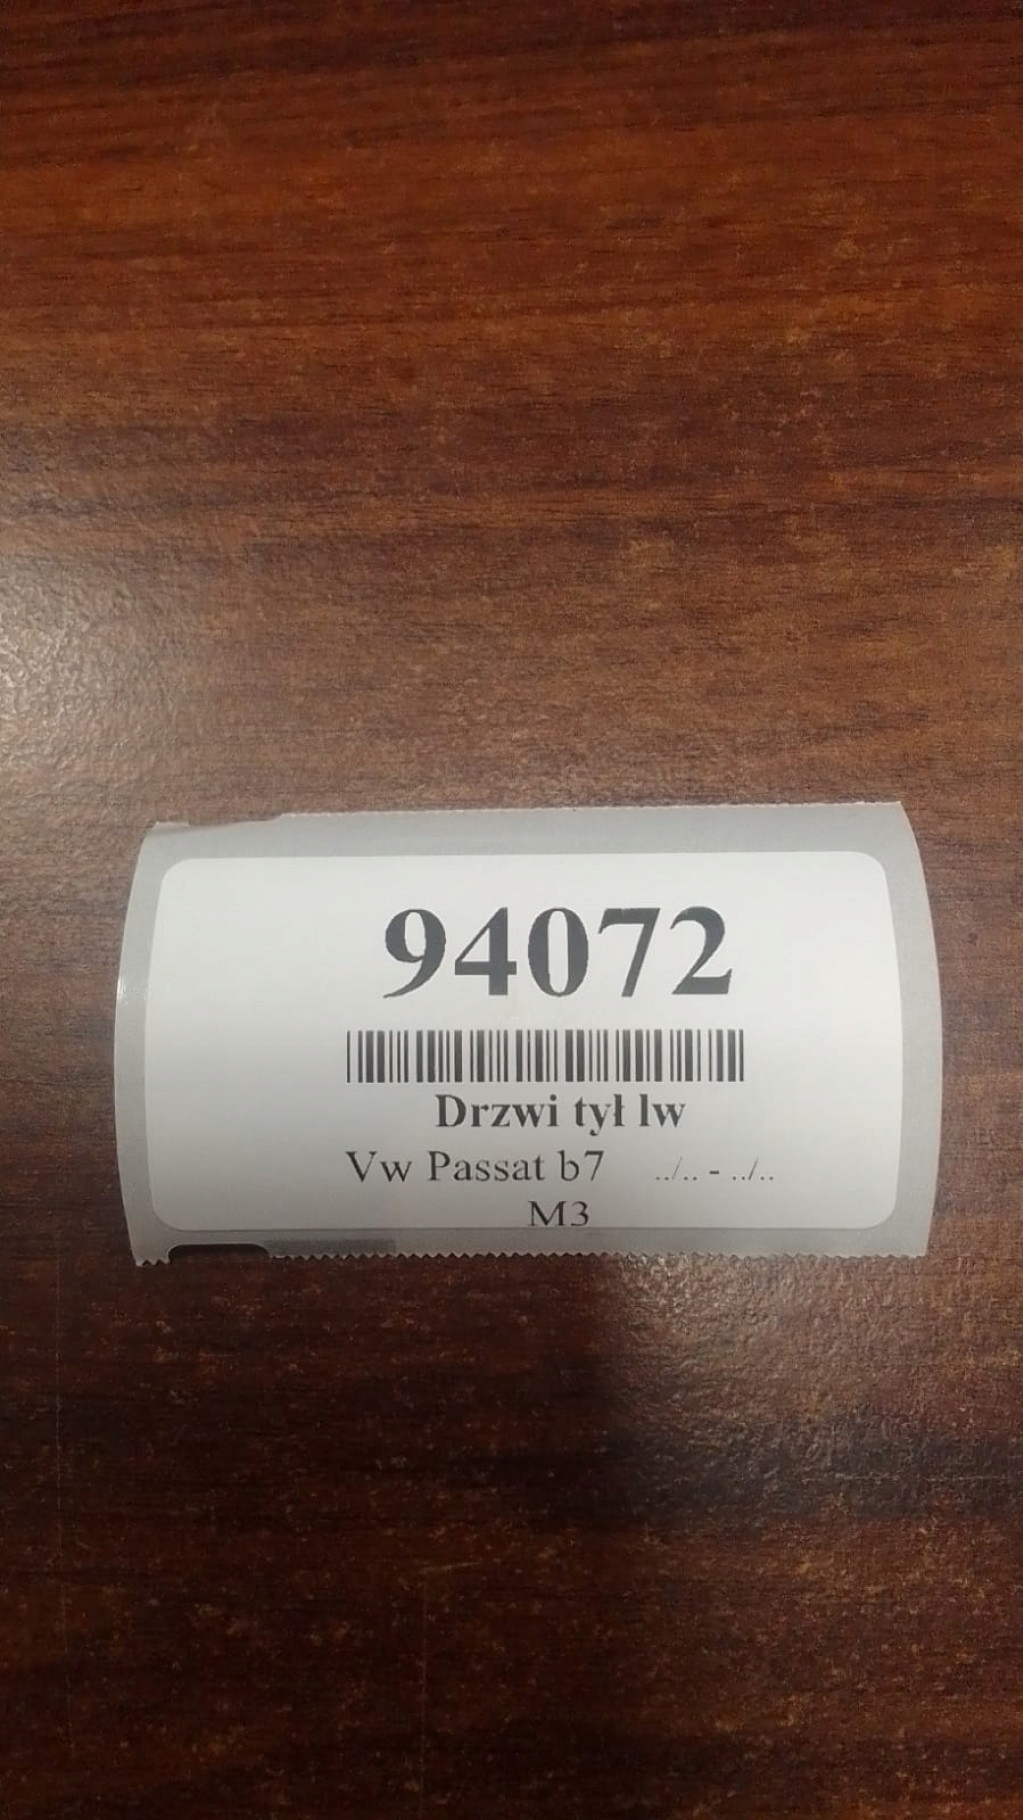 94072
Drzwi tył lw
Vw Passat b7 ../.. - ../..
M3